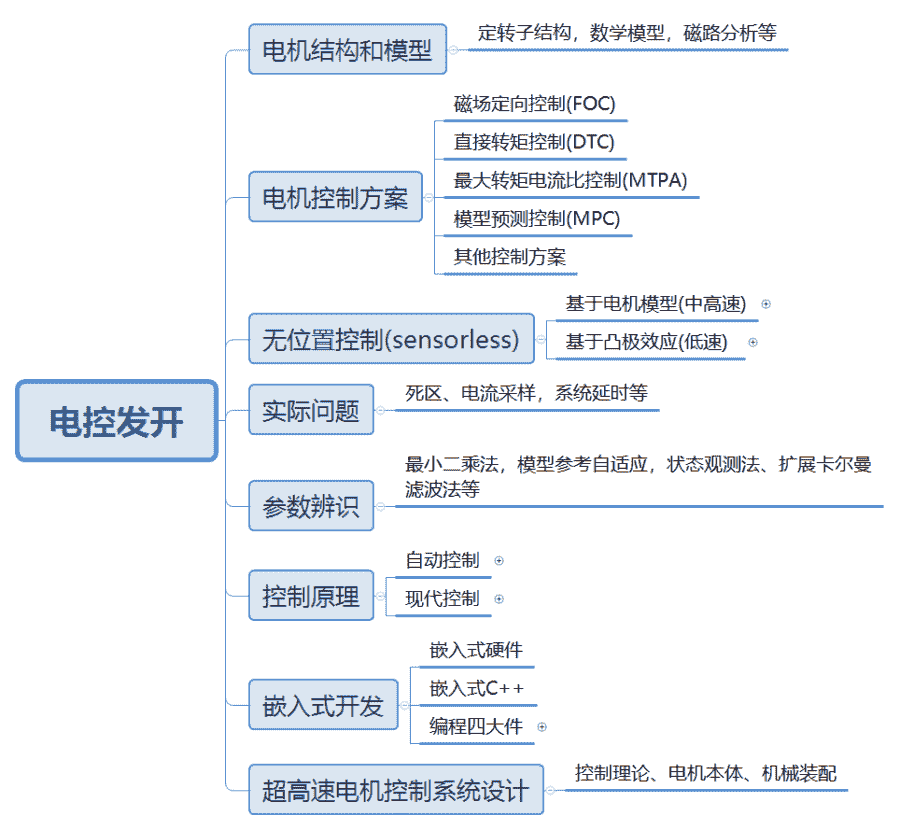 电控发开
电机结构和模型
定转子结构，数学模型，磁路分析等
电机控制方案
磁场定向控制(FOC)
直接转矩控制(DTC)
最大转矩电流比控制(MTPA)
模型预测控制(MPC)
其他控制方案
无位置控制(sensorless)
基于电机模型(中高速)
基于凸极效应(低速)
实际问题
死区、电流采样，系统延时等
参数辨识
最小二乘法，模型参考自适应，状态观测法、扩展卡尔曼
滤波法等
控制原理
自动控制
现代控制
嵌入式开发
嵌入式硬件
嵌入式C++
编程四大件
超高速电机控制系统设计
控制理论、电机本体、机械装配